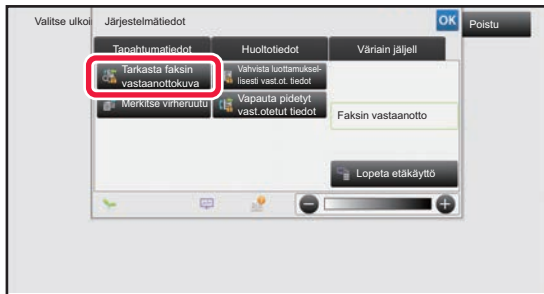 Valitse ulkoi
Järjestelmätiedot
OK
Poistu
Tapahtumatiedot
Huoltotiedot
Väriain jäljell
Tarkasta faksin
vastaanottokuva
Vahvista luottamuksel-
lisesti vast.ot. tiedot
Merkitse virheruutu
Vapauta pidetyt
vast.otetut tiedot
Faksin vastaanotto
Lopeta etäkäyttö